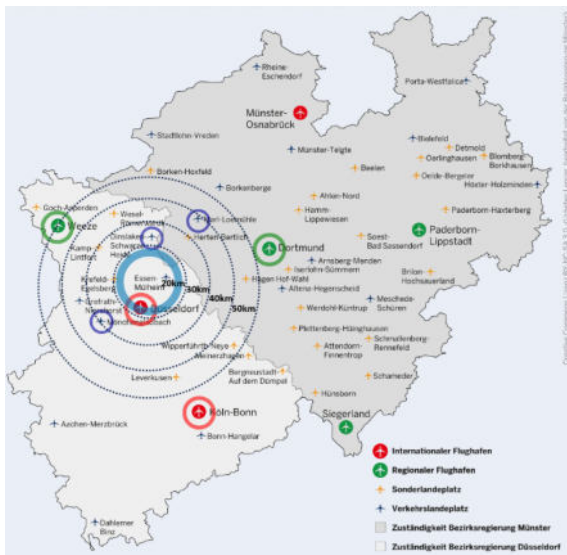 Rheine-
Eschendorf
Porta-Westfalica
Münster-
Osnabrück
Stadtlohn-Vreden
Münster-Telgte
Bielefeld
Detmold
Oerlinghausen
Blomberg-
Borkhausen
Borken-Hoxfeld
Beelen
Oelde-Bergeler
Höxter-Holzminden
Borkenberge
Ahlen-Nord
Goch-Asperden
Wesel-
Römerwardt
Marl-Loemühle
Hamm-
Lippewiesen
Paderborn-Haxterberg
Weeze
Paderborn-
Lippstadt
Dinslaken-
Schwarze
Heide
Herten-Bertlich
Soest-
Bad Sassendorf
Kamp-
Lintfort
Dortmund
Arnsberg-Menden
Iserlohn-Sümmern
Brilon-
Hochsauerland
Krefeld-
Egelsberg
Essen-
Mülheim
20km
30km
40km
50km
Hagen Hof-Wahl
Altena-Hegenscheid
Grefrath-
Niershorst
Düsseldorf
Werdohl-Küntrop
Meschede-
Schüren
Mönchengladbach
Plettenberg-Hüinghausen
Schmallenberg-
Rennefeld
Wipperfürth-Neye
Meinerzhagen
Attendorn-
Finnentrop
Leverkusen
Bergneustadt-
Auf dem Dümpel
Schameder
Hünsborn
Köln-Bonn
Siegerland
Aachen-Merzbrück
Bonn-Hangelar
Dahlemer
Binz
Internationaler Flughafen
Regionaler Flughafen
Sonderlandeplatz
Verkehrslandeplatz
Zuständigkeit Bezirksregierung Münster
Zuständigkeit Bezirksregierung Düsseldorf